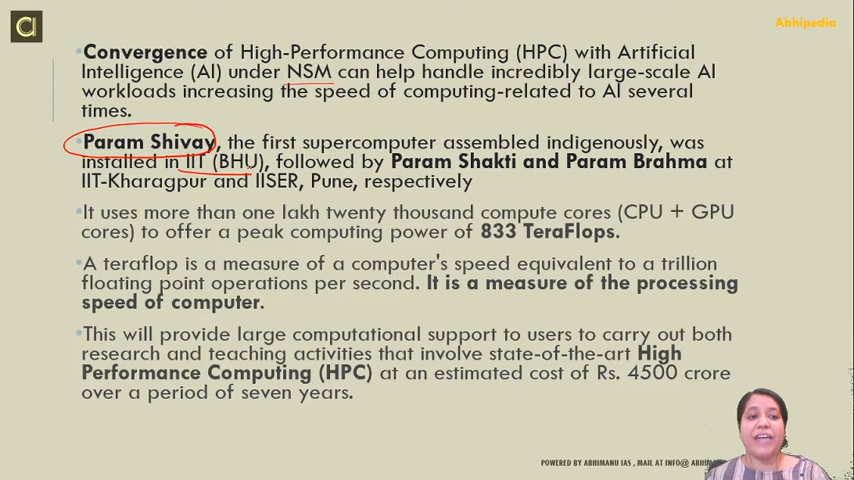 Abhipedia
•Convergence of High-Performance Computing (HPC) with Artificial
Intelligence (AI) under NSM can help handle incredibly large-scale AI
workloads increasing the speed of computing-related to AI several
times.
•Param Shivay, the first supercomputer assembled indigenously, was
installed in IIT (BHU), followed by Param Shakti and Param Brahma at
IIT-Kharagpur and IISER, Pune, respectively
•It uses more than one lakh twenty thousand compute cores (CPU + GPU
cores) to offer a peak computing power of 833 TeraFlops.
•A teraflop is a measure of a computer's speed equivalent to a trillion
floating point operations per second. It is a measure of the processing
speed of computer.
•This will provide large computational support to users to carry out both
research and teaching activities that involve state-of-the-art High
Performance Computing (HPC) at an estimated cost of Rs. 4500 crore
over a period of seven years.
POWERED BY ABHIMANU IAS , MAIL AT INFO@